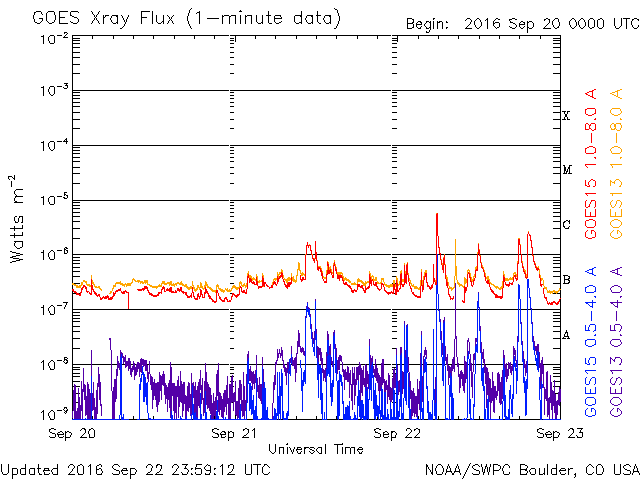 GOES Xray Flux (1-minute data)
Begin: 2016 Sep 20 0000 UTC
10⁻²
10⁻³
10⁻⁴
10⁻⁵
10⁻⁶
10⁻⁷
10⁻⁸
10⁻⁹
Watts m⁻²
X
M
C
B
A
GOES15 1.0-8.0 A
GOES13 1.0-8.0 A
GOES15 0.5-4.0 A
GOES13 0.5-4.0 A
Sep 20
Sep 21
Sep 22
Sep 23
Universal Time
Updated 2016 Sep 22 23:59:12 UTC
NOAA/SWPC Boulder, CO USA